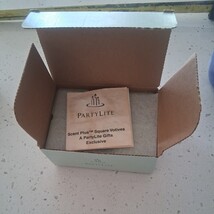 PARTYLITE
Scent Plus™ Square Votives
A PartyLite Gifts
Exclusive